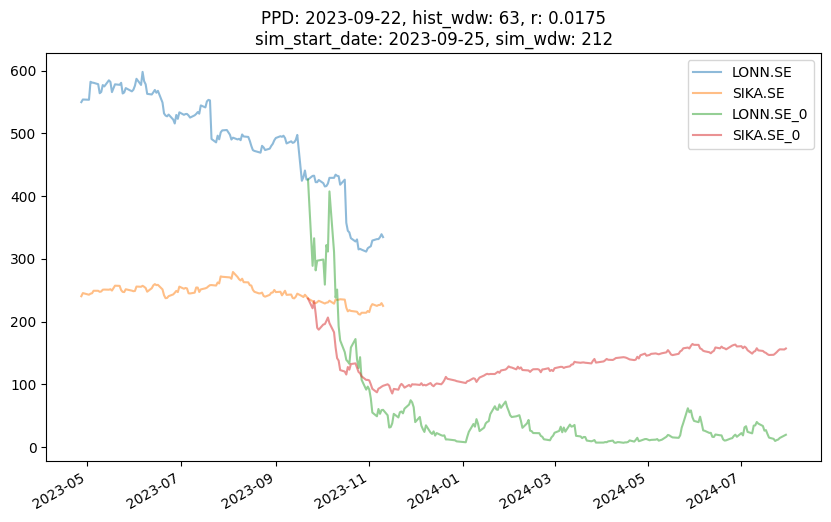 PPD: 2023-09-22, hist_wdw: 63, r: 0.0175
sim_start_date: 2023-09-25, sim_wdw: 212
LONN.SE
SIKA.SE
LONN.SE_0
SIKA.SE_0
600
500
400
300
200
100
0
2023-05
2023-07
2023-09
2023-11
2024-01
2024-03
2024-05
2024-07